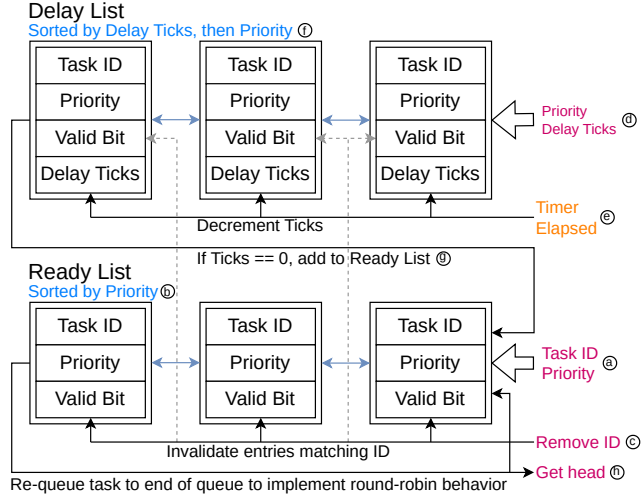 Delay List
Sorted by Delay Ticks, then Priority ⓕ
Task ID
Priority
Valid Bit
Delay Ticks
Task ID
Priority
Valid Bit
Delay Ticks
Task ID
Priority
Valid Bit
Delay Ticks
Priority
Delay Ticks ⓓ
Decrement Ticks
Timer
Elapsed ⓔ
If Ticks == 0, add to Ready List ⓖ
Ready List
Sorted by Priority ⓑ
Task ID
Priority
Valid Bit
Task ID
Priority
Valid Bit
Task ID
Priority
Valid Bit
Task ID
Priority ⓐ
Invalidate entries matching ID
Remove ID ⓒ
Get head ⓗ
Re-queue task to end of queue to implement round-robin behavior